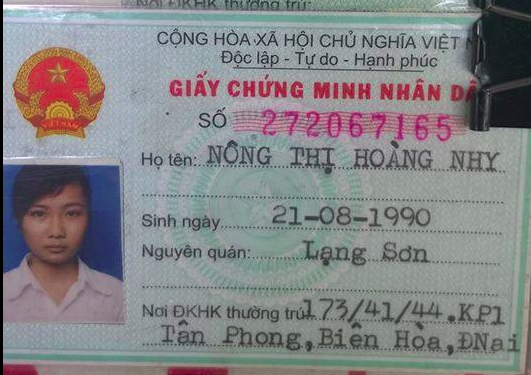 Nơi ĐKHK thường trú:
CỘNG HÒA XÃ HỘI CHỦ NGHĨA VIỆT N
Độc lập - Tự do - Hạnh phúc
GIẤY CHỨNG MINH NHÂN DÂ
SỐ 272067165
Họ tên: NÔNG THỊ HOÀNG NHY
Sinh ngày 21-08-1990
Nguyên quán: Lạng Sơn
Nơi ĐKHK thường trú: 173/41/44.KP1
Tân Phong, Biên Hòa, ĐNai
VIỆT NAM